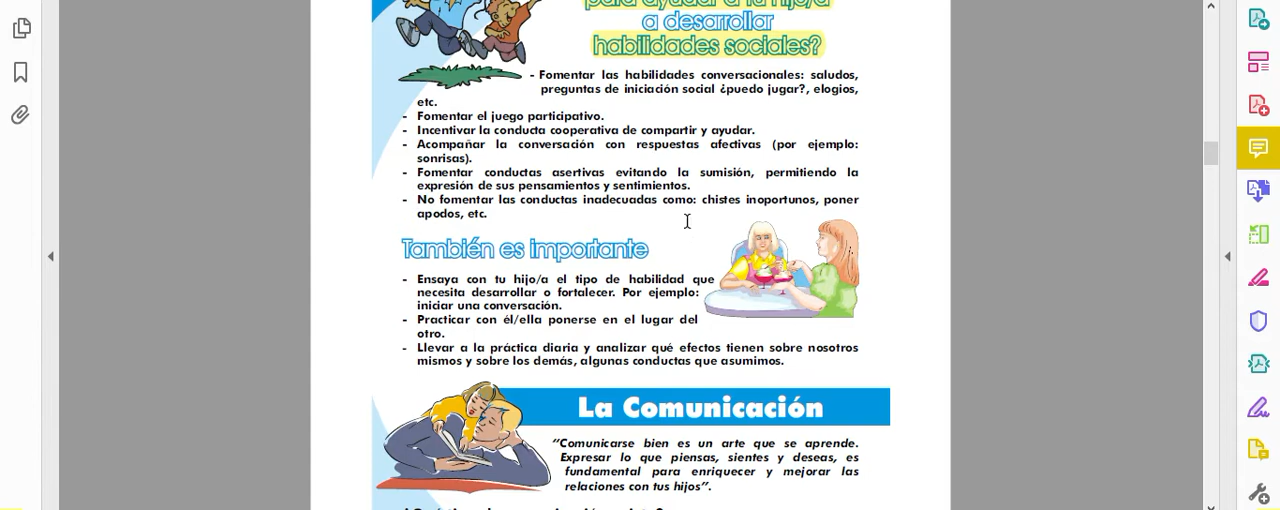 para ayudar a tu hijo/a
a desarrollar
habilidades sociales?
- Fomentar las habilidades conversacionales: saludos,
preguntas de iniciación social ¿puedo jugar?, elogios,
etc.
- Fomentar el juego participativo.
- Incentivar la conducta cooperativa de compartir y ayudar.
- Acompañar la conversación con respuestas afectivas (por ejemplo:
sonrisas).
- Fomentar conductas asertivas evitando la sumisión, permitiendo la
expresión de sus pensamientos y sentimientos.
- No fomentar las conductas inadecuadas como: chistes inoportunos, poner
apodos, etc.
También es importante
- Ensaya con tu hijo/a el tipo de habilidad que
necesita desarrollar o fortalecer. Por ejemplo:
iniciar una conversación.
- Practicar con él/ella ponerse en el lugar del
otro.
- Llevar a la práctica diaria y analizar qué efectos tienen sobre nosotros
mismos y sobre los demás, algunas conductas que asumimos.
La Comunicación
"Comunicarse bien es un arte que se aprende.
Expresar lo que piensas, sientes y deseas, es
fundamental para enriquecer y mejorar las
relaciones con tus hijos".